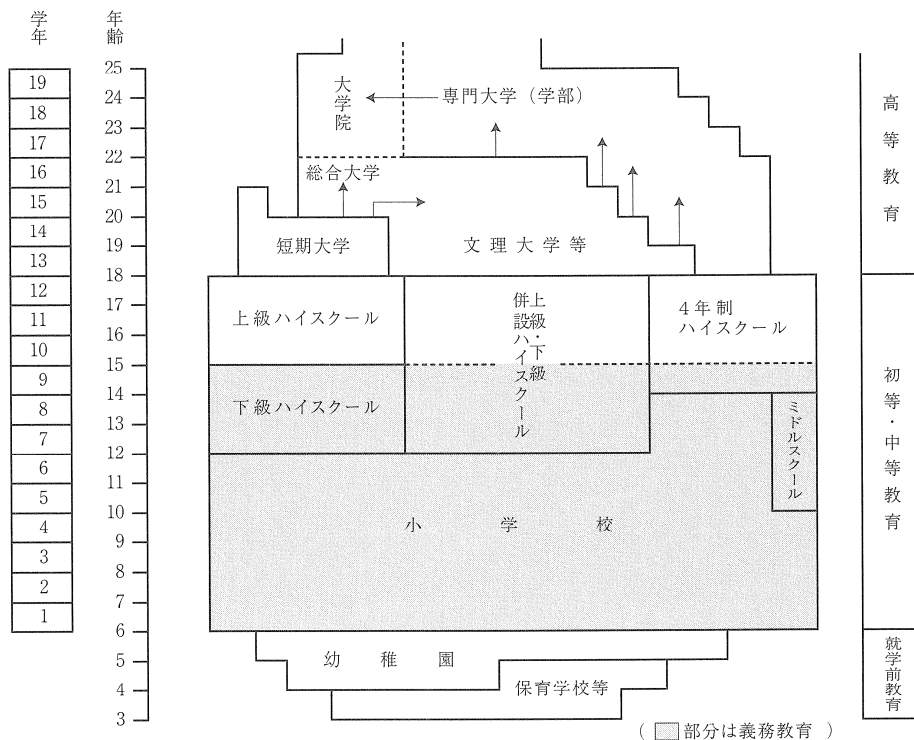 学年
年齢
19
18
17
16
15
14
13
12
11
10
9
8
7
6
5
4
3
2
1
25
24
23
22
21
20
19
18
17
16
15
14
13
12
11
10
9
8
7
6
5
4
3
大学院
専門大学（学部）
総合大学
短期大学
文理大学等
上級ハイスクール
上級・下級
併設ハイスクール
4年制
ハイスクール
下級ハイスクール
ミドルスクール
小学校
幼稚園
保育学校等
高等教育
初等・中等教育
就学前教育
（ 部分は義務教育 ）